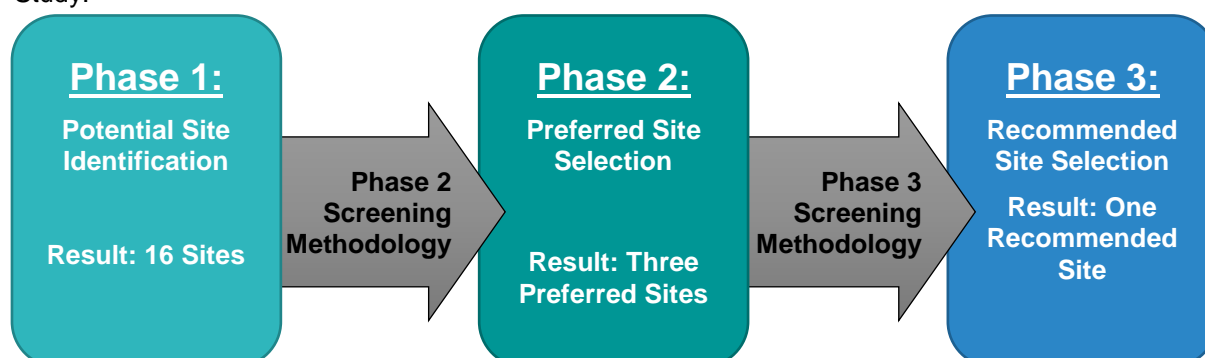 Study:
Phase 1:
Potential Site
Identification
Result: 16 Sites
Phase 2
Screening
Methodology
Phase 2:
Preferred Site
Selection
Result: Three
Preferred Sites
Phase 3
Screening
Methodology
Phase 3:
Recommended
Site Selection
Result: One
Recommended
Site